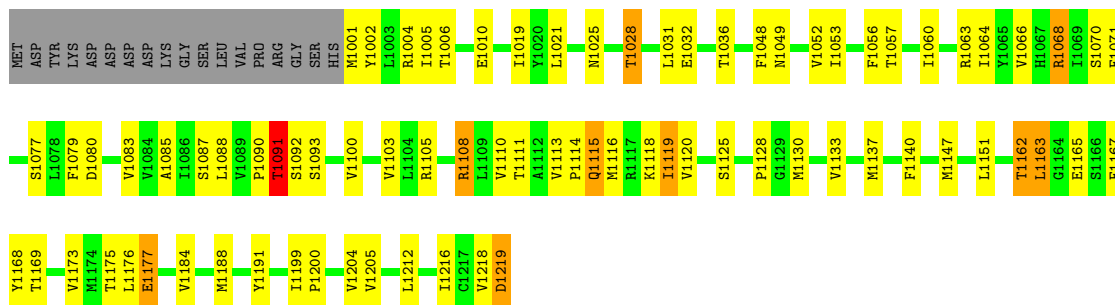 MET ASP TYR LYS ASP ASP ASP ASP LYS GLY SER LEU VAL PRO ARG GLY SER HIS M1001 Y1002 L1003 R1004 I1005 T1006 E1010 I1019 Y1020 L1021 N1025 T1028 L1031 E1032 T1036 F1048 N1049 V1052 I1053 F1056 T1057 I1060 R1063 I1064 Y1065 V1066 H1067 R1068 I1069 S1070
S1077 L1078 F1079 D1080 V1083 V1084 A1085 I1086 S1087 L1088 V1089 P1090 T1091 S1092 S1093 V1100 V1103 L1104 R1105 R1108 L1109 V1110 T1111 A1112 V1113 P1114 Q1115 M1116 R1117 K1118 I1119 V1120 S1125 P1128 G1129 M1130 V1133 M1137 F1140 M1147 L1151 T1162 L1163 G1164 E1165 S1166
Y1168 T1169 V1173 M1174 T1175 L1176 E1177 V1184 M1188 Y1191 I1199 P1200 V1204 V1205 L1212 I1216 C1217 V1218 D1219